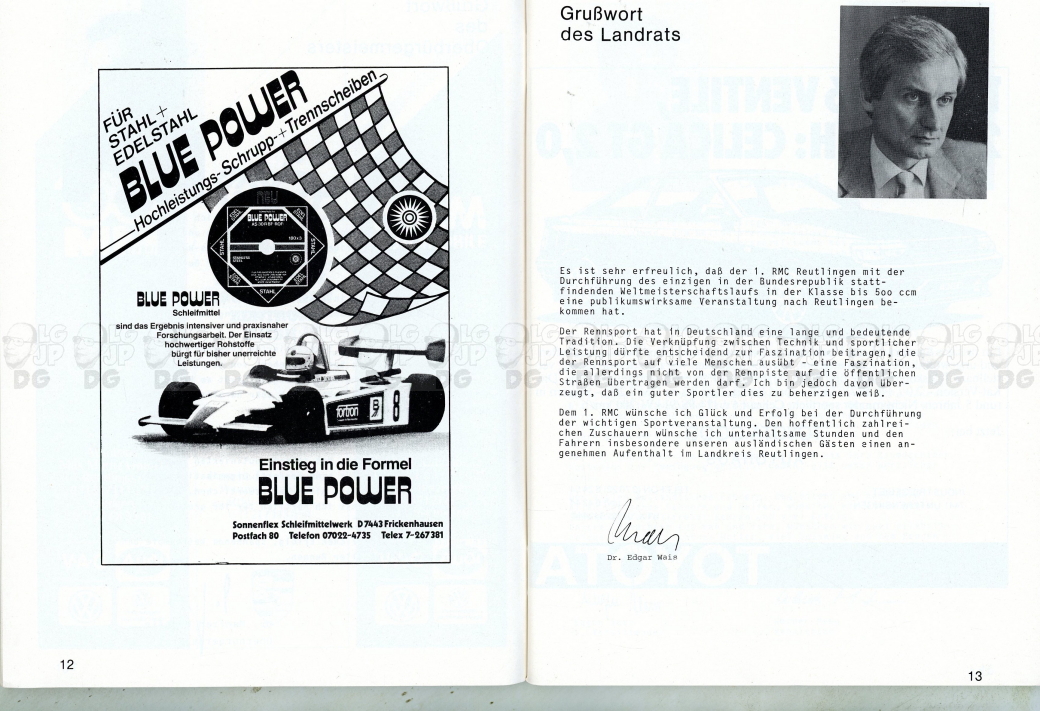 FÜR
STAHL+
EDELSTAHL
BLUE POWER
Hochleistungs-Schrupp-+Trennscheiben
NEU
BLUE POWER
180x3
STAHL
STAHL
STAHL
BLUE POWER
Schleifmittel
sind das Ergebnis intensiver und praxisnaher
Forschungsarbeit. Der Einsatz
hochwertiger Rohstoffe
bürgt für bisher unerreichte
Leistungen.
fortron
8
Einstieg in die Formel
BLUE POWER
Sonnenflex Schleifmittelwerk D7443 Frickenhausen
Postfach 80 Telefon 07022-4735 Telex 7-267381
12
Grußwort
des Landrats
Es ist sehr erfreulich, daß der 1. RMC Reutlingen mit der
Durchführung des einzigen in der Bundesrepublik statt-
findenden Weltmeisterschaftslaufs in der Klasse bis 5oo ccm
eine publikumswirksame Veranstaltung nach Reutlingen be-
kommen hat.
Der Rennsport hat in Deutschland eine lange und bedeutende
Tradition. Die Verknüpfung zwischen Technik und sportlicher
Leistung dürfte entscheidend zur Faszination beitragen, die
der Rennsport auf viele Menschen ausübt - eine Faszination,
die allerdings nicht von der Rennpiste auf die öffentlichen
Straßen übertragen werden darf. Ich bin jedoch davon über-
zeugt, daß ein guter Sportler dies zu beherzigen weiß.
Dem 1. RMC wünsche ich Glück und Erfolg bei der Durchführung
der wichtigen Sportveranstaltung. Den hoffentlich zahlrei-
chen Zuschauern wünsche ich unterhaltsame Stunden und den
Fahrern insbesondere unseren ausländischen Gästen einen an-
genehmen Aufenthalt im Landkreis Reutlingen.
Dr. Edgar Wais
13